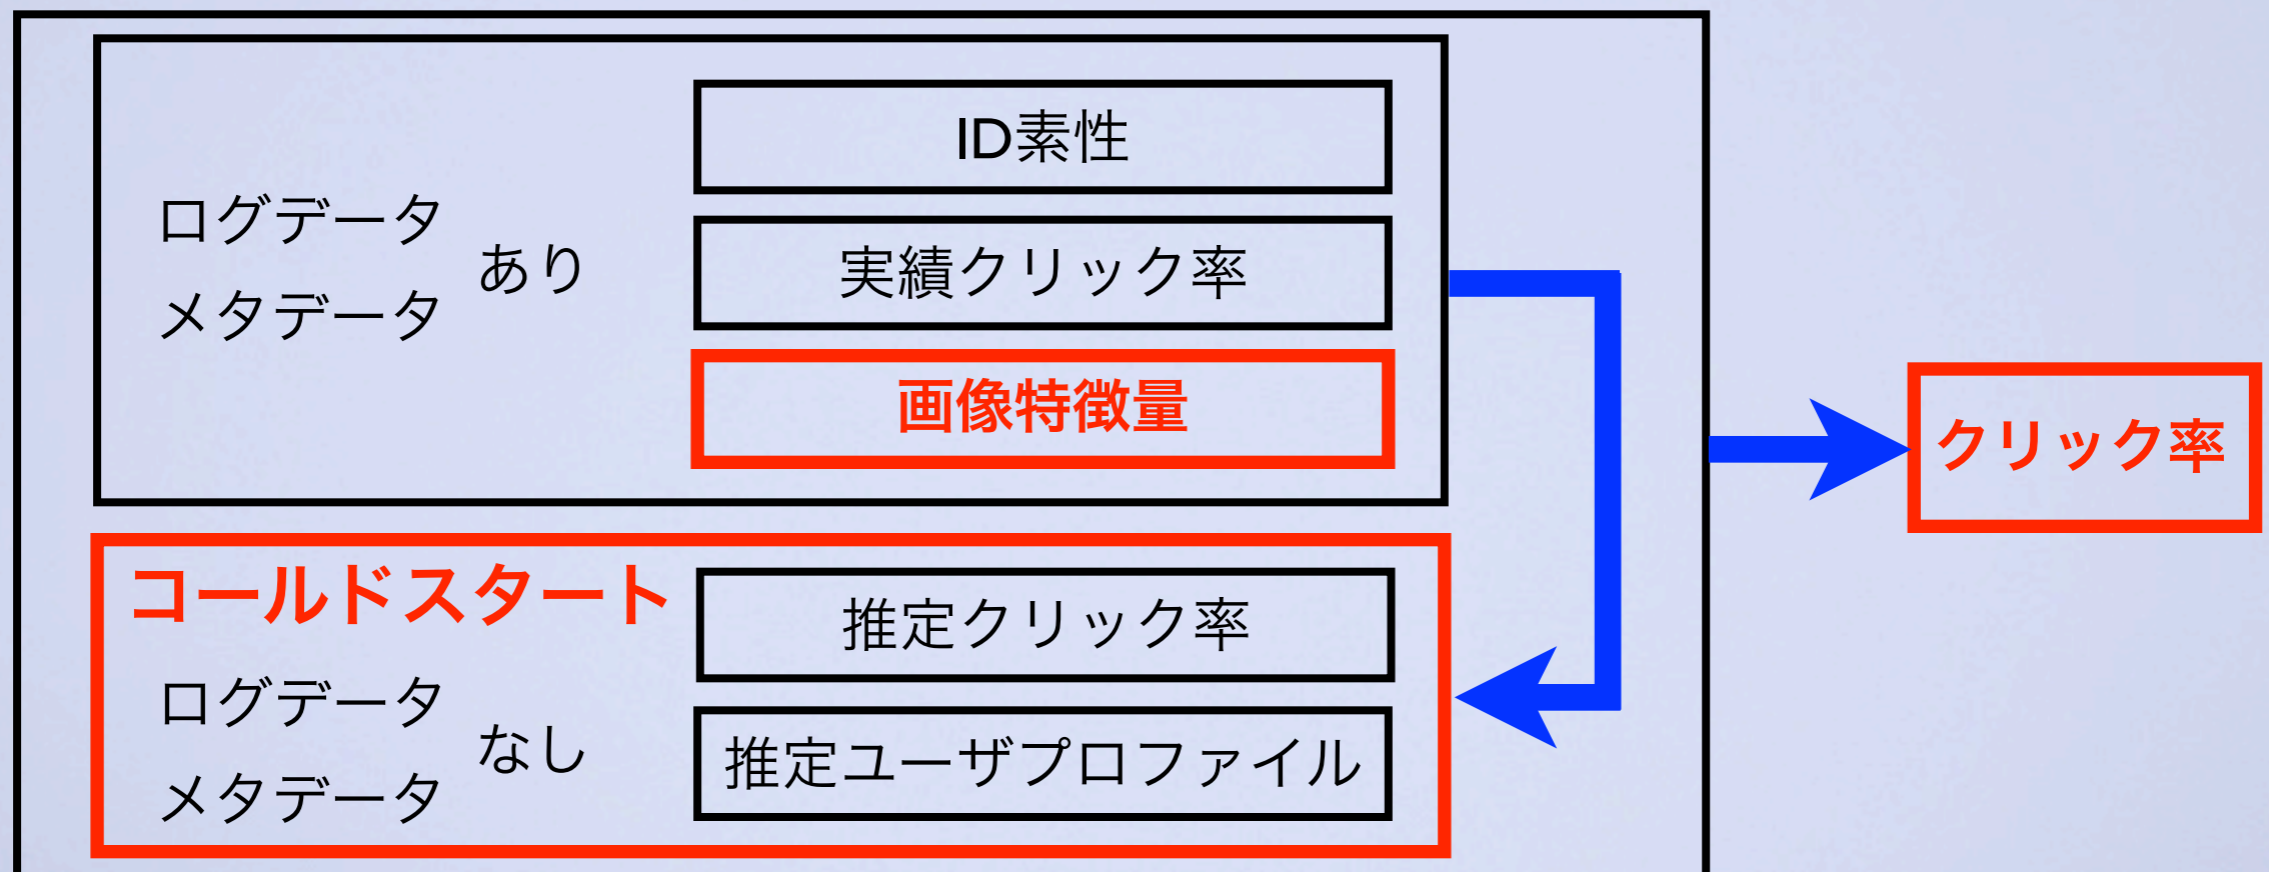 ID素性
ログデータ
あり
実績クリック率
メタデータ
画像特徴量
クリック率
コールドスタート
推定クリック率
ログデータ
なし
推定ユーザプロファイル
メタデータ